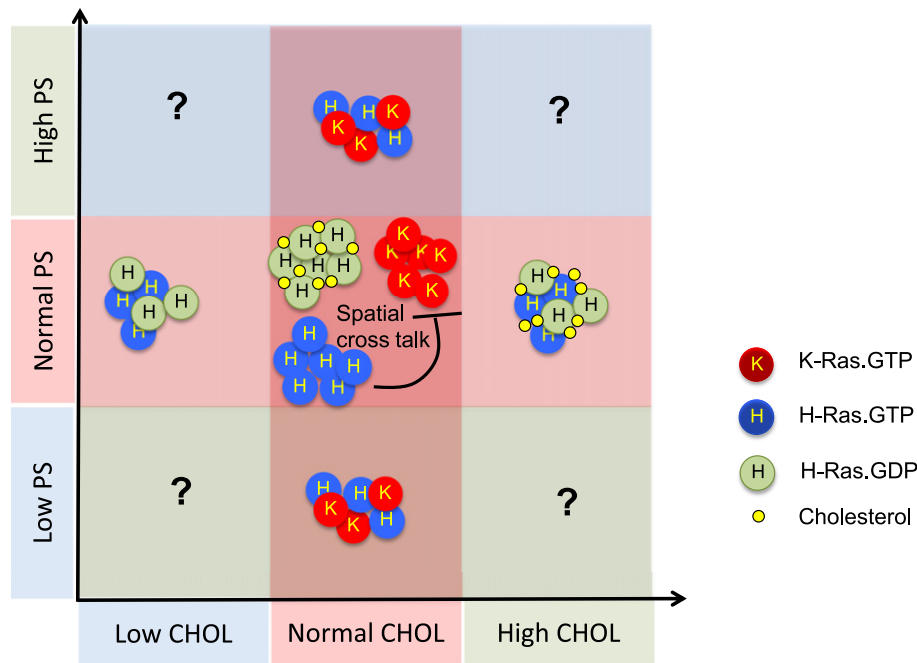 High PS
?
H
H
K
K
K
H
?
Normal PS
H
H
H
H
H
H
K
K
K
K
K
K
H
H
H
H
H
H
Spatial
cross talk
H
H
H
H
H
H
H
H
H
H
H
H
H
H
K K-Ras.GTP
H H-Ras.GTP
H H-Ras.GDP
Cholesterol
Low PS
?
H
H
K
K
K
H
?
Low CHOL
Normal CHOL
High CHOL